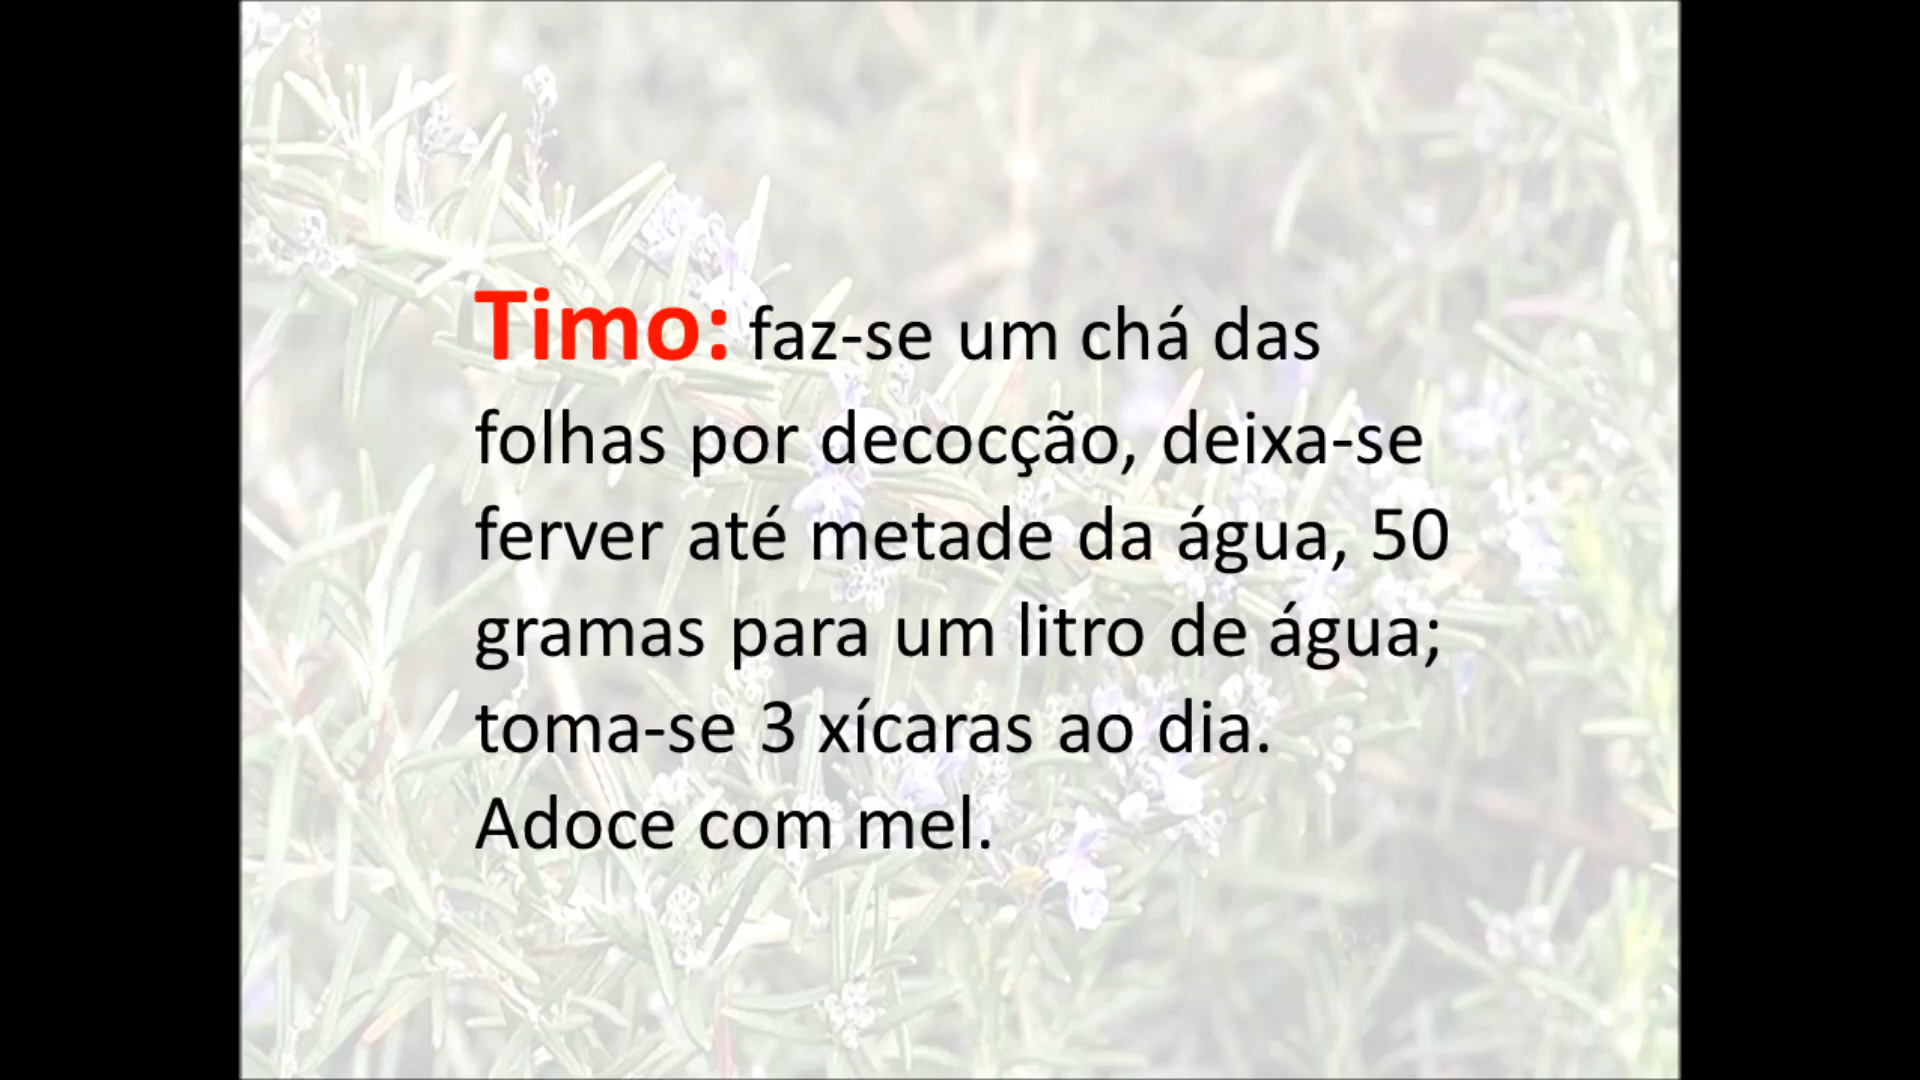 Timo: faz-se um chá das
folhas por decocção, deixa-se
ferver até metade da água, 50
gramas para um litro de água;
toma-se 3 xícaras ao dia.
Adoce com mel.